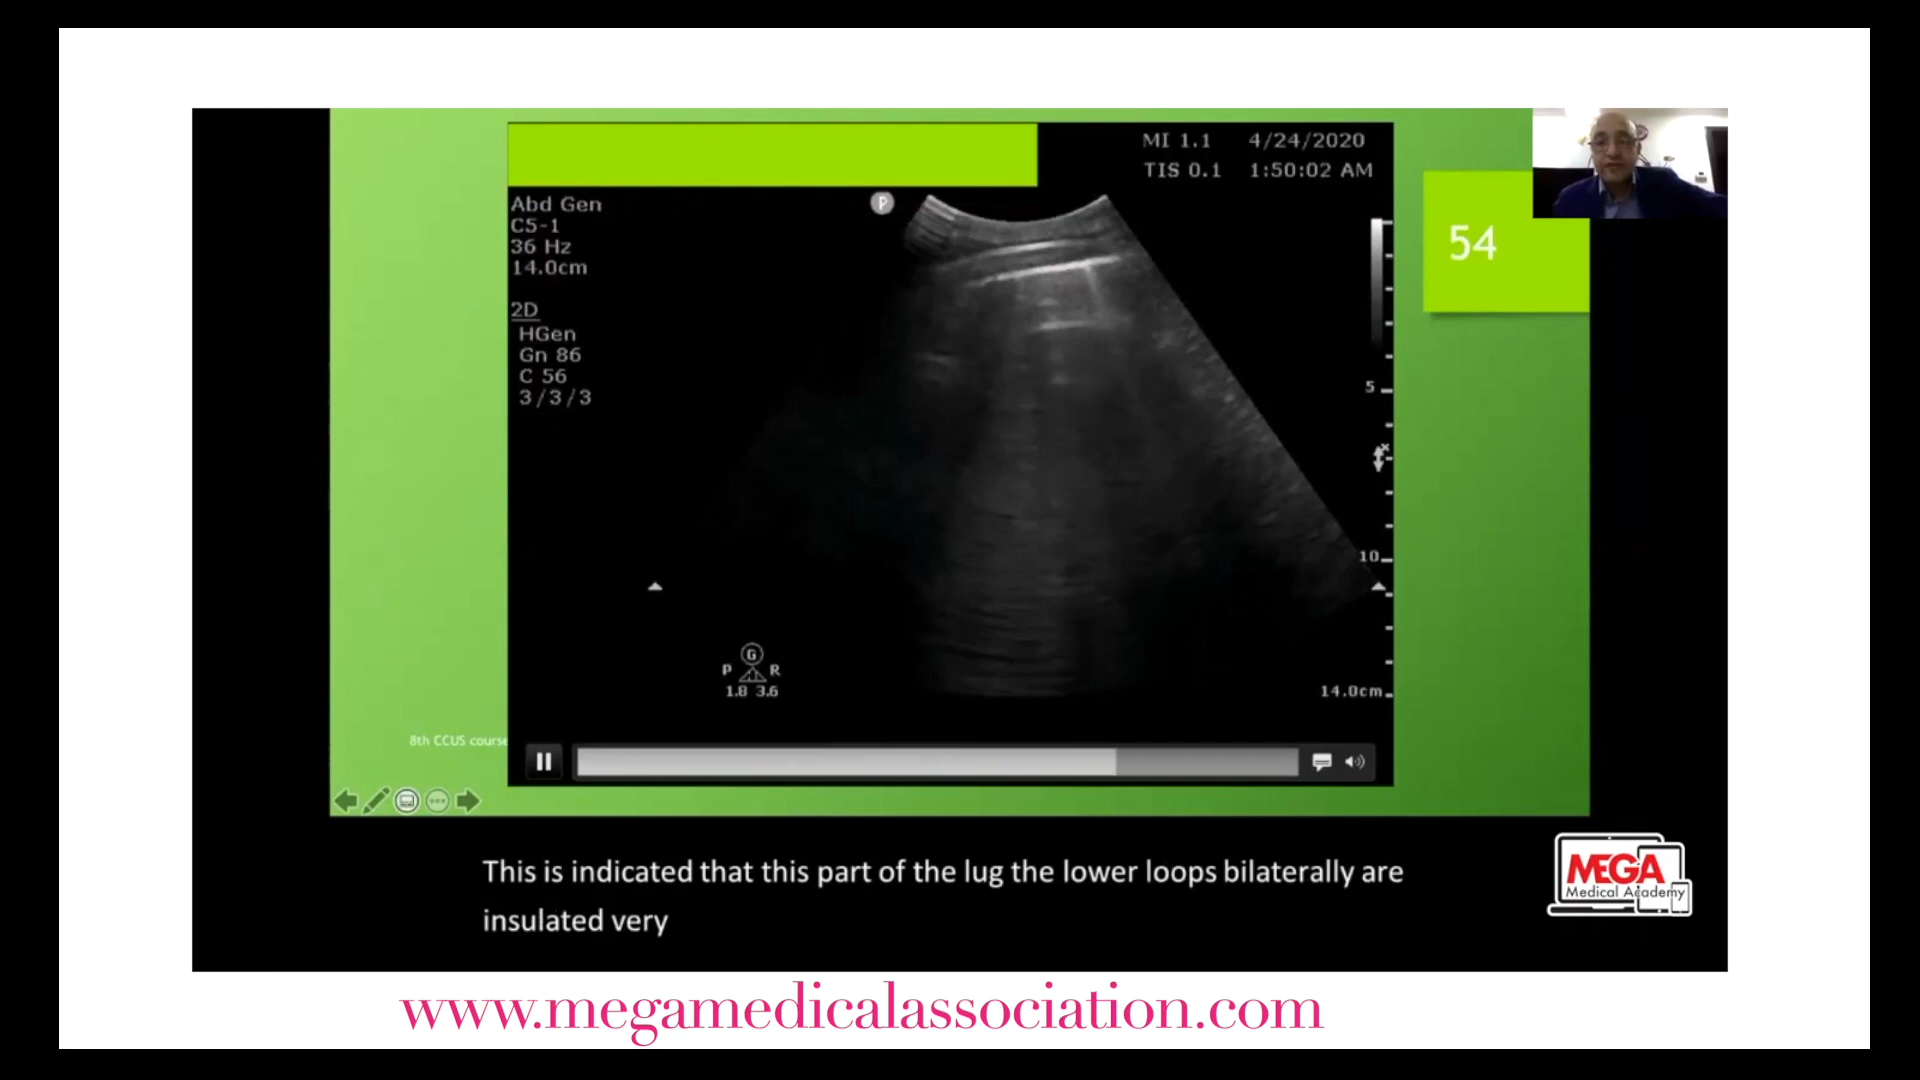 MI 1.1 4/24/2020
TIS 0.1 1:50:02 AM
Abd Gen
C5-1
36 Hz
14.0cm
2D
HGen
Gn 86
C 56
3/3/3
P
54
5
10
G
P R
1.8 3.6
14.0cm
8th CCUS course
This is indicated that this part of the lug the lower loops bilaterally are
insulated very
MEGA
Medical Academy
www.megamedicalassociation.com